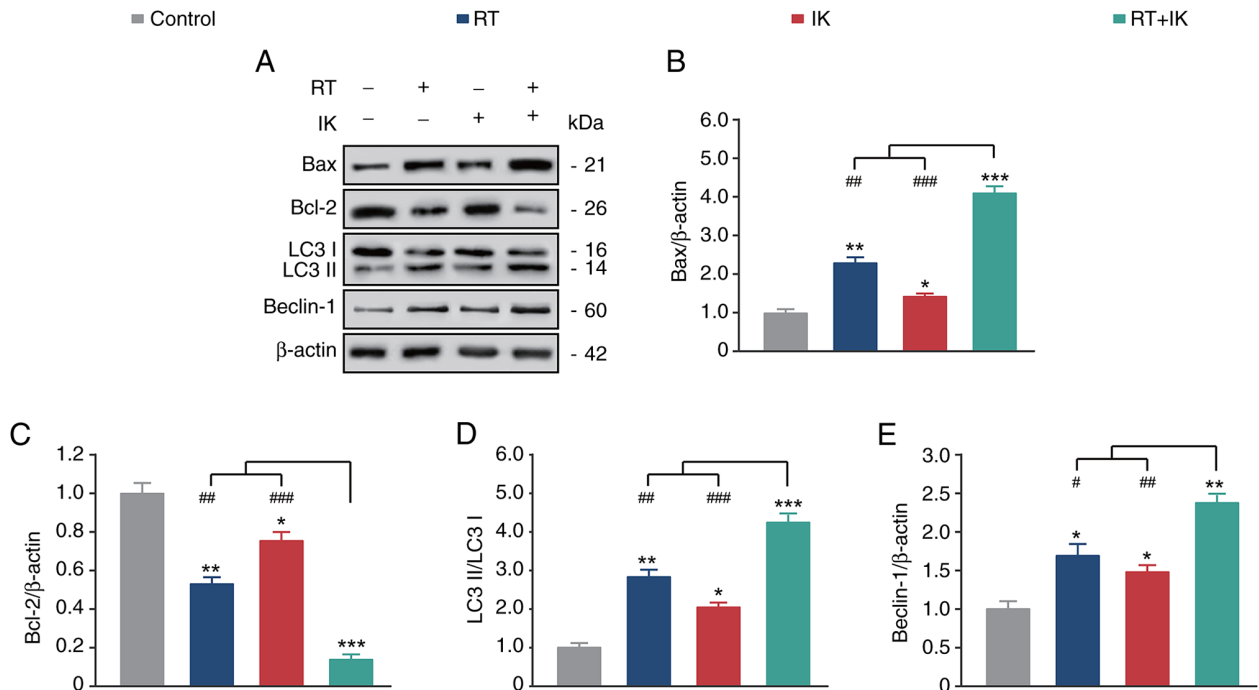 Control RT IK RT+IK
A
RT – + – +
IK – – + + kDa
Bax - 21
Bcl-2 - 26
LC3 I - 16
LC3 II - 14
Beclin-1 - 60
β-actin - 42
B
Bax/β-actin
6.0
5.0
4.0
3.0
2.0
1.0
0
## ###
** * ***
C
Bcl-2/β-actin
1.2
1.0
0.8
0.6
0.4
0.2
0
## ###
** * ***
D
LC3 II/LC3 I
6.0
5.0
4.0
3.0
2.0
1.0
0
## ###
** * ***
E
Beclin-1/β-actin
3.0
2.5
2.0
1.5
1.0
0.5
0
# ##
* * **